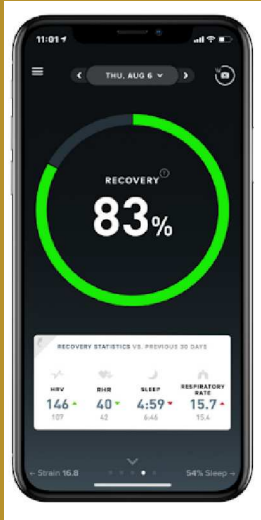 11:01
THU, AUG 6
RECOVERY
83%
RECOVERY STATISTICS VS. PREVIOUS 30 DAYS
HRV RHR SLEEP RESPIRATORY RATE
146 40 4:59 15.7
107 42 6:46 15.4
← Strain 16.8 54% Sleep →